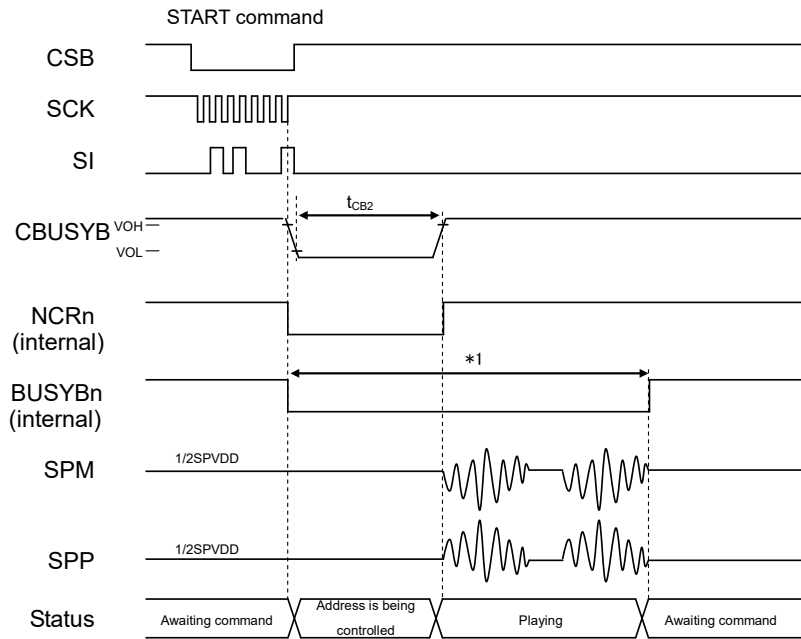 START command
CSB
SCK
SI
tCB2
CBUSYB
VOH
VOL
NCRn
(internal)
*1
BUSYBn
(internal)
1/2SPVDD
SPM
1/2SPVDD
SPP
Status
Awaiting command
Address is being
controlled
Playing
Awaiting command